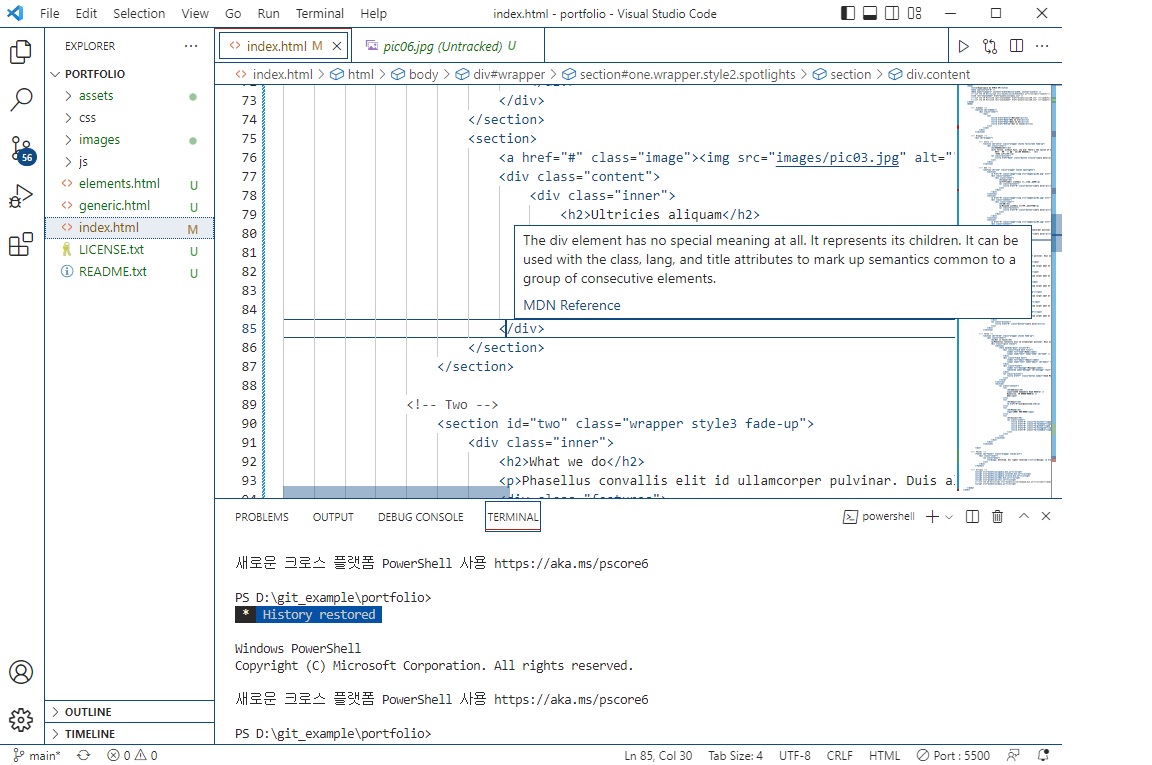 File Edit Selection View Go Run Terminal Help index.html - portfolio - Visual Studio Code
EXPLORER
PORTFOLIO
assets
css
images
js
elements.html U
generic.html U
index.html M
LICENSE.txt U
README.txt U
OUTLINE
TIMELINE
56
index.html M pic06.jpg (Untracked) U
index.html > html > body > div#wrapper > section#one.wrapper.style2.spotlights > section > div.content
73 </div>
74 </section>
75 <section>
76 <a href="#" class="image"><img src="images/pic03.jpg" alt="
77 <div class="content">
78 <div class="inner">
79 <h2>Ultricies aliquam</h2>
80
81
82
83
84
The div element has no special meaning at all. It represents its children. It can be
used with the class, lang, and title attributes to mark up semantics common to a
group of consecutive elements.
MDN Reference
85 </div>
86 </section>
87 </section>
88
89 <!-- Two -->
90 <section id="two" class="wrapper style3 fade-up">
91 <div class="inner">
92 <h2>What we do</h2>
93 <p>Phasellus convallis elit id ullamcorper pulvinar. Duis a
94 <div class="features">
PROBLEMS OUTPUT DEBUG CONSOLE TERMINAL powershell
새로운 크로스 플랫폼 PowerShell 사용 https://aka.ms/pscore6
PS D:\git_example\portfolio>
* History restored
Windows PowerShell
Copyright (C) Microsoft Corporation. All rights reserved.
새로운 크로스 플랫폼 PowerShell 사용 https://aka.ms/pscore6
PS D:\git_example\portfolio>
main* 0 0 Ln 85, Col 30 Tab Size: 4 UTF-8 CRLF HTML Port : 5500